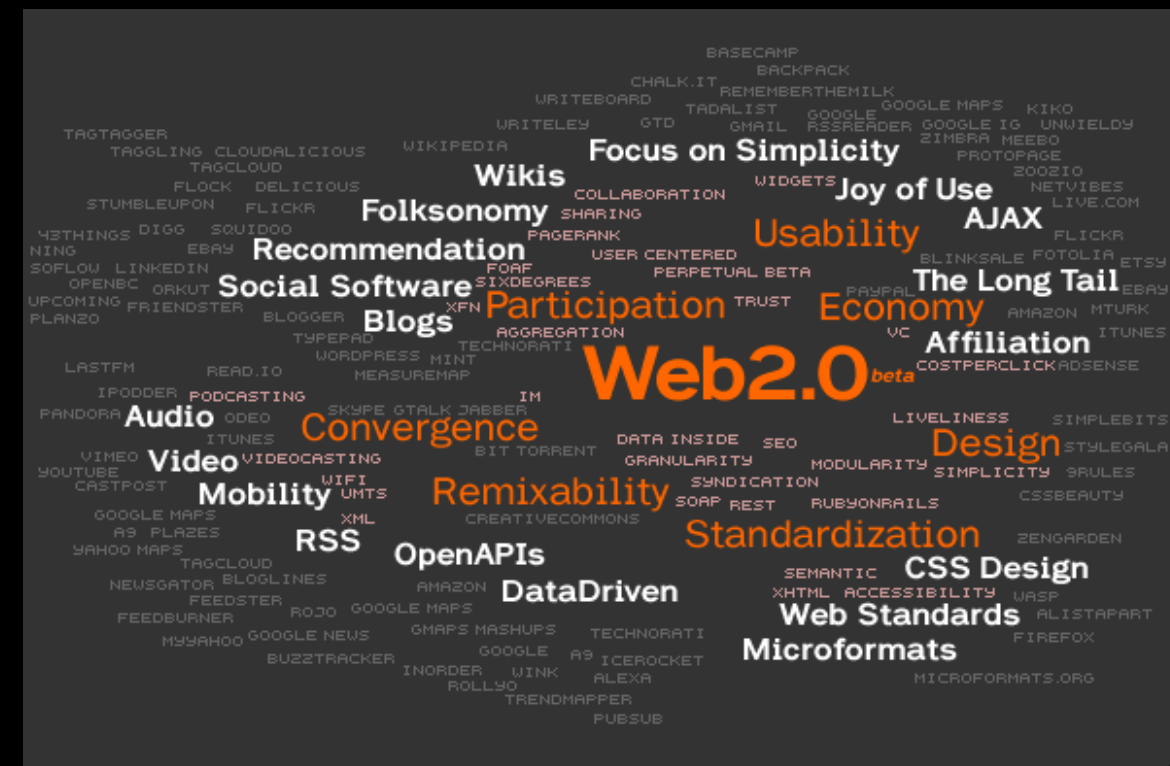 BASECAMP
BACKPACK
CHALK.IT
REMEMBERTHEMILK
WRITEBOARD
TADALIST
GOOGLE
GOOGLE MAPS
KIKO
WRITELEY
GTD
GMAIL
RSSREADER
GOOGLE IG
UNWIELDY
TAGTAGGER
ZIMBRA
MEEBO
TAGGLING
CLOUDALICIOUS
WIKIPEDIA
Focus on Simplicity
PROTOPAGE
TAGCLOUD
Wikis
ZOOZIO
FLOCK
DELICIOUS
COLLABORATION
WIDGETS
Joy of Use
NETVIBES
STUMBLEUPON
FLICKR
Folksonomy
SHARING
AJAX
LIVE.COM
43THINGS
DIGG
SQUIDOO
PAGERANK
Usability
FLICKR
NING
EBAY
Recommendation
USER CENTERED
BLINKSALE
FOTOLIA
ETSY
SOFLOW
LINKEDIN
FOAF
PERPETUAL BETA
OPENBC
ORKUT
Social Software
SIXDEGREES
PAYPAL
The Long Tail
EBAY
UPCOMING
FRIENDSTER
XFN
Participation
TRUST
Economy
AMAZON
MTURK
PLANZO
BLOGGER
Blogs
AGGREGATION
VC
Affiliation
ITUNES
TYPEPAD
TECHNORATI
WORDPRESS
MINT
LASTFM
READ.IO
MEASUREMAP
Web2.0
beta
COSTPERCLICK
ADSENSE
IPODDER
PODCASTING
IM
PANDORA
Audio
ODEO
SKYPE
GTALK
JABBER
LIVELINESS
SIMPLEBITS
ITUNES
Convergence
DATA INSIDE
SEO
Design
STYLEGALA
VIMEO
Video
VIDEOCASTING
BIT TORRENT
GRANULARITY
MODULARITY
SIMPLICITY
9RULES
YOUTUBE
CASTPOST
WIFI
SYNDICATION
Mobility
UMTS
Remixability
SOAP
REST
RUBYONRAILS
CSSBEAUTY
GOOGLE MAPS
XML
CREATIVECOMMONS
A9
PLAZES
RSS
Standardization
ZENGARDEN
YAHOO MAPS
OpenAPIs
TAGCLOUD
SEMANTIC
CSS Design
NEWSGATOR
BLOGLINES
AMAZON
DataDriven
XHTML
ACCESSIBILITY
WASP
FEEDSTER
ROJO
GOOGLE MAPS
Web Standards
ALISTAPART
FEEDBURNER
MYYAHOO
GOOGLE NEWS
GMAPS MASHUPS
TECHNORATI
FIREFOX
BUZZTRACKER
GOOGLE
A9
ICEROCKET
Microformats
INORDER
WINK
ALEXA
MICROFORMATS.ORG
ROLLYO
TRENDMAPPER
PUBSUB